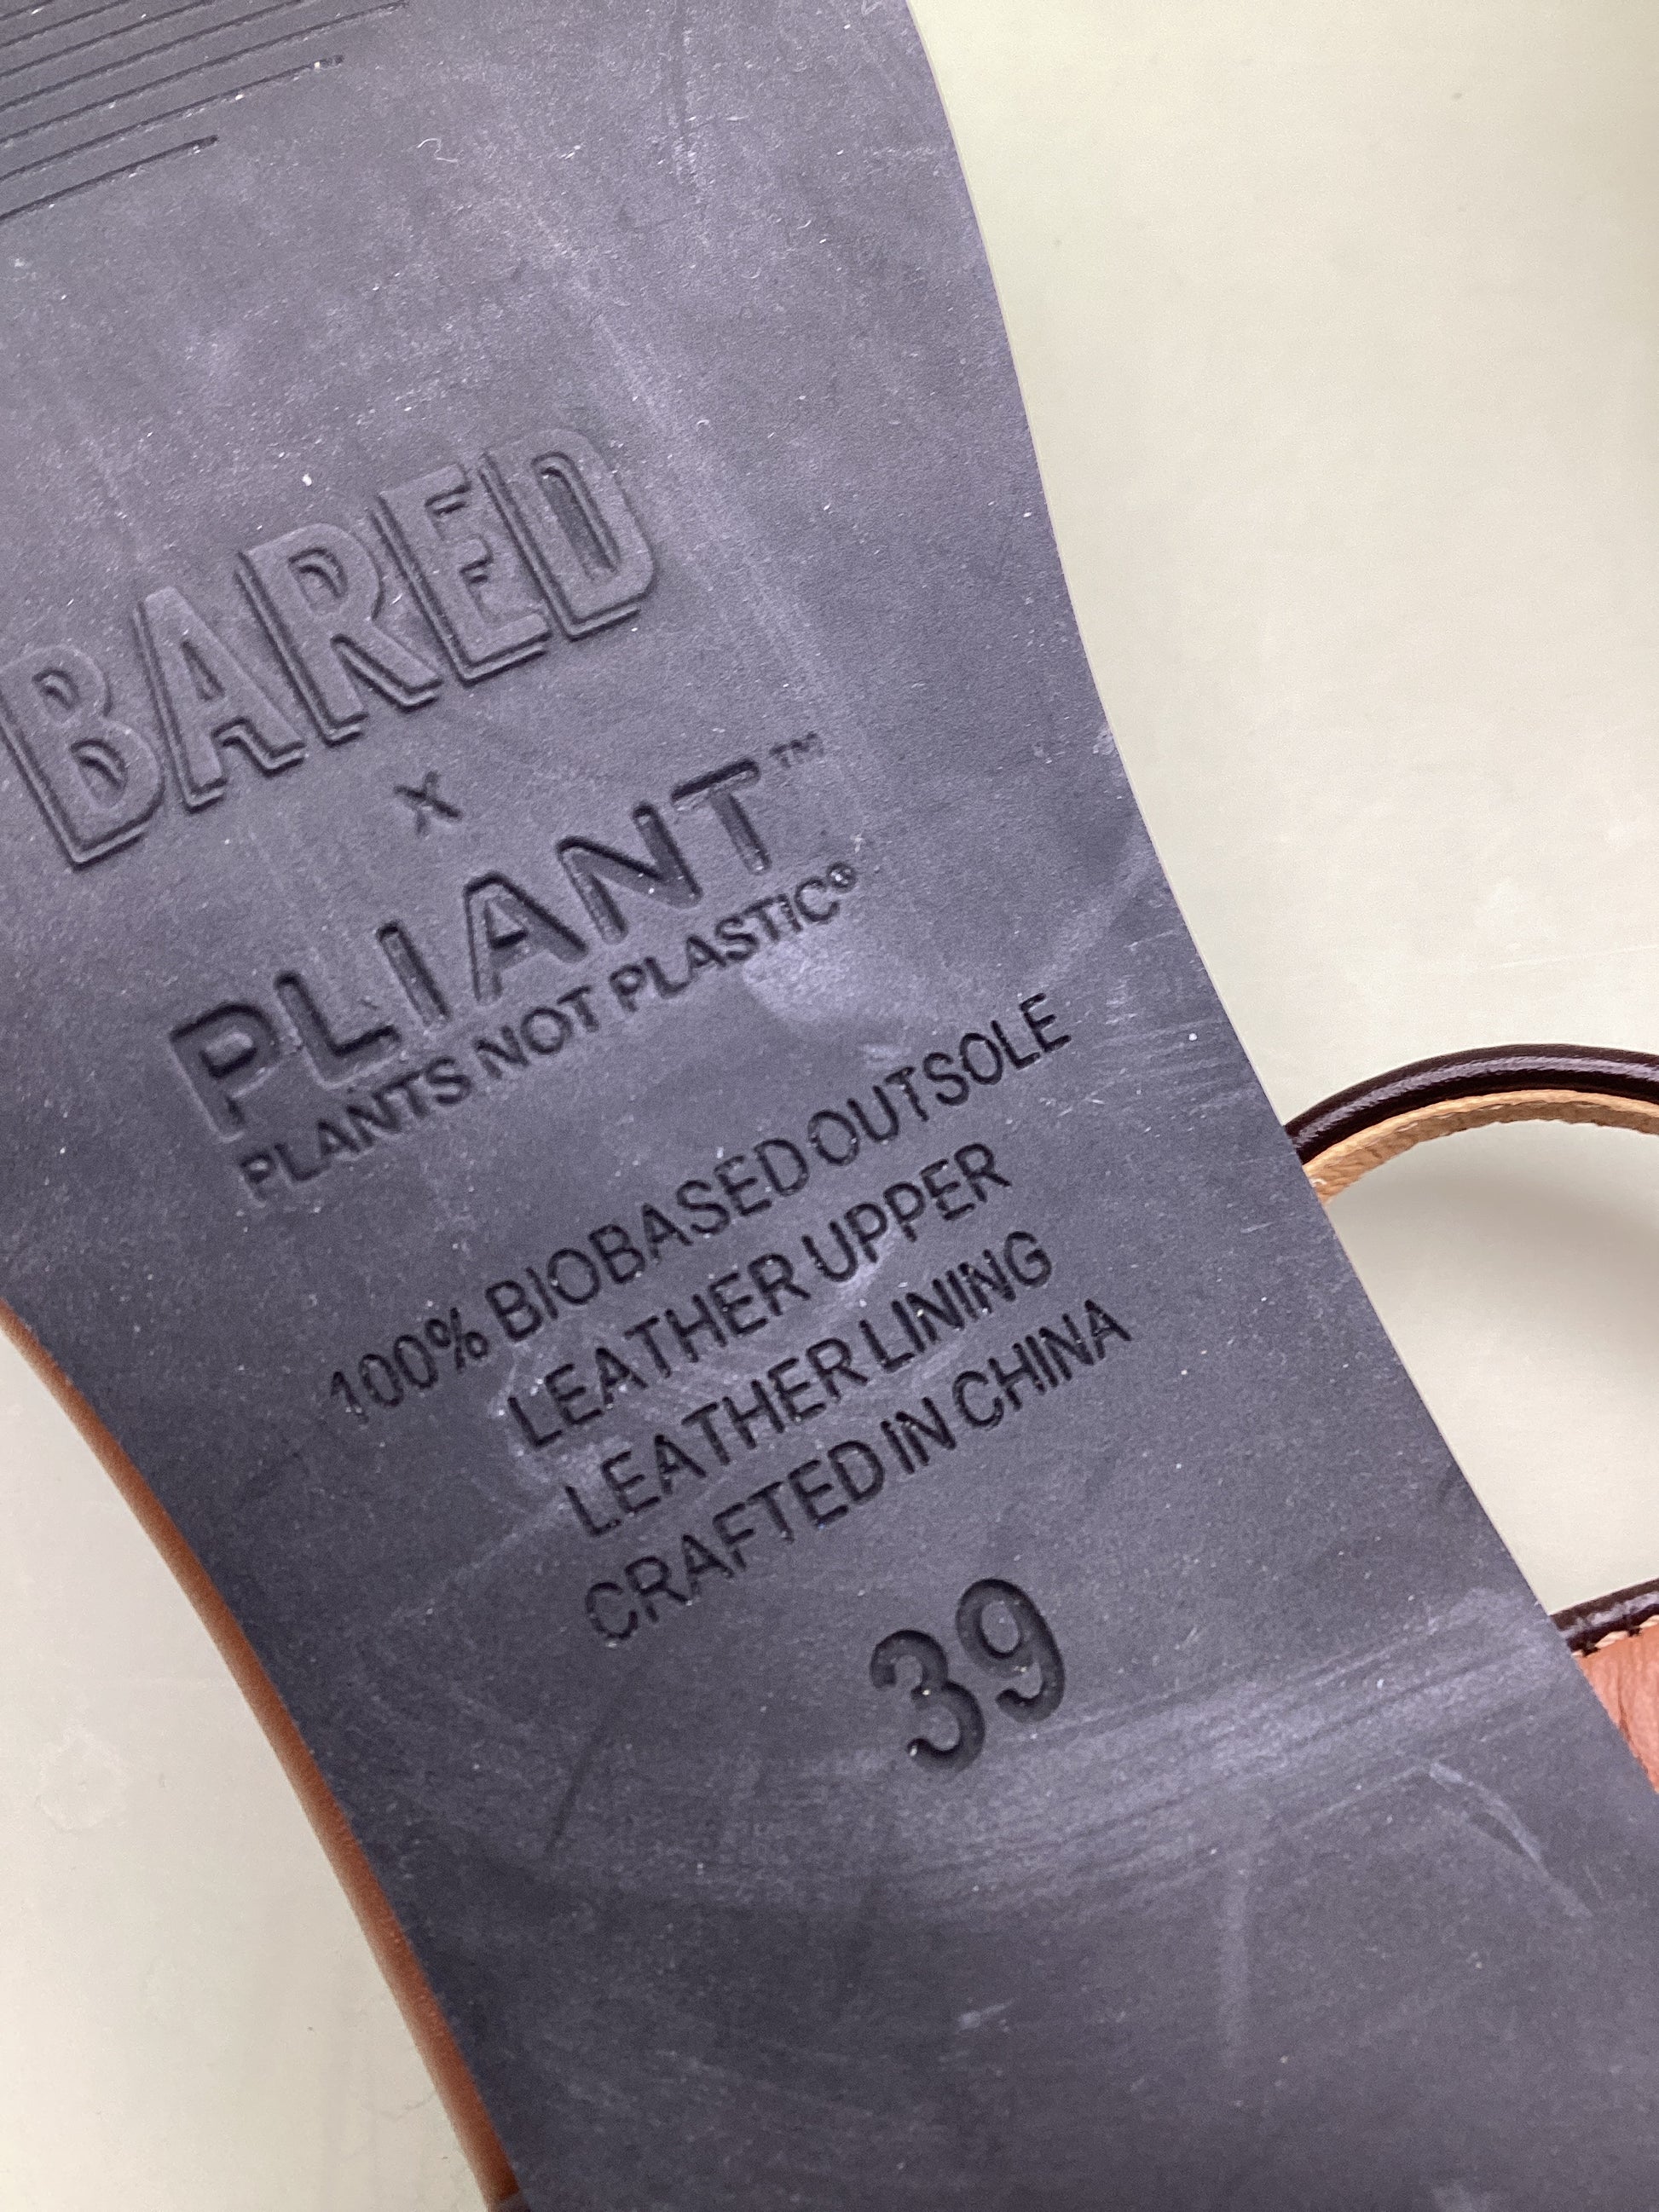 BARED
x
PLIANT™
PLANTS NOT PLASTIC®
100% BIOBASED OUTSOLE
LEATHER UPPER
LEATHER LINING
CRAFTED IN CHINA
39